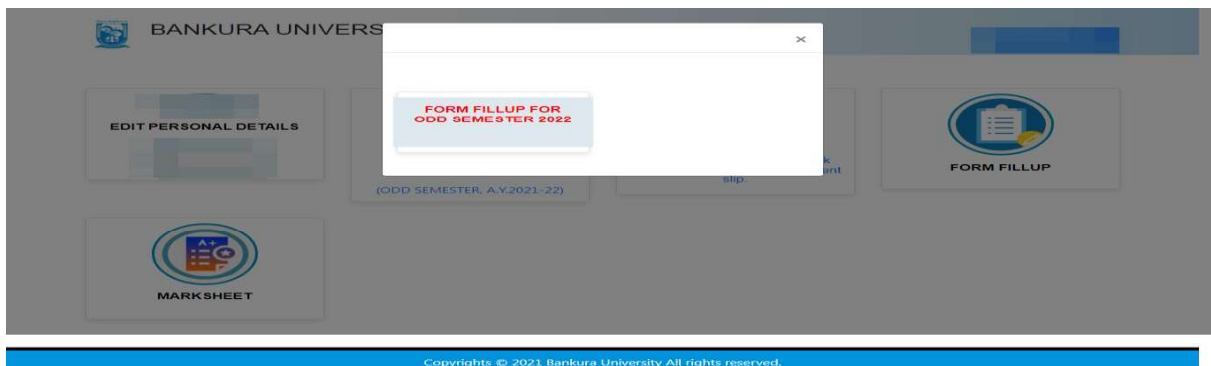 BANKURA UNIVERS
×
FORM FILLUP FOR
ODD SEMESTER 2022
EDIT PERSONAL DETAILS
(ODD SEMESTER, A.Y.2021-22)
slip.
FORM FILLUP
A+
MARKSHEET
Copyrights © 2021 Bankura University All rights reserved.